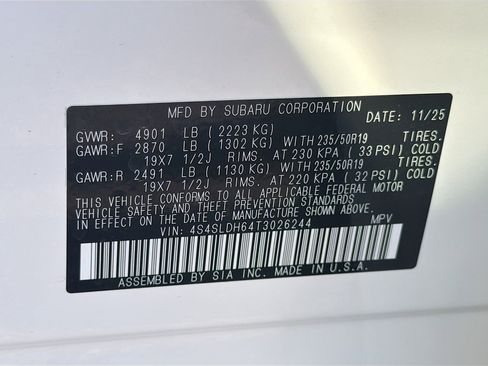 MFD BY SUBARU CORPORATION DATE: 11/25
GVWR: 4901 LB ( 2223 KG)
GAWR:F 2870 LB ( 1302 KG) WITH 235/50R19 TIRES.
19X7 1/2J RIMS. AT 230 KPA ( 33 PSI) COLD
GAWR:R 2491 LB ( 1130 KG) WITH 235/50R19 TIRES.
19X7 1/2J RIMS. AT 220 KPA ( 32 PSI) COLD
THIS VEHICLE CONFORMS TO ALL APPLICABLE FEDERAL MOTOR
VEHICLE SAFETY AND THEFT PREVENTION STANDARDS IN EFFECT
ON THE DATE OF MANUFACTURE SHOWN ABOVE.
VIN: 4S4SLDH64T3026244 MPV
ASSEMBLED BY SIA INC. MADE IN U.S.A.